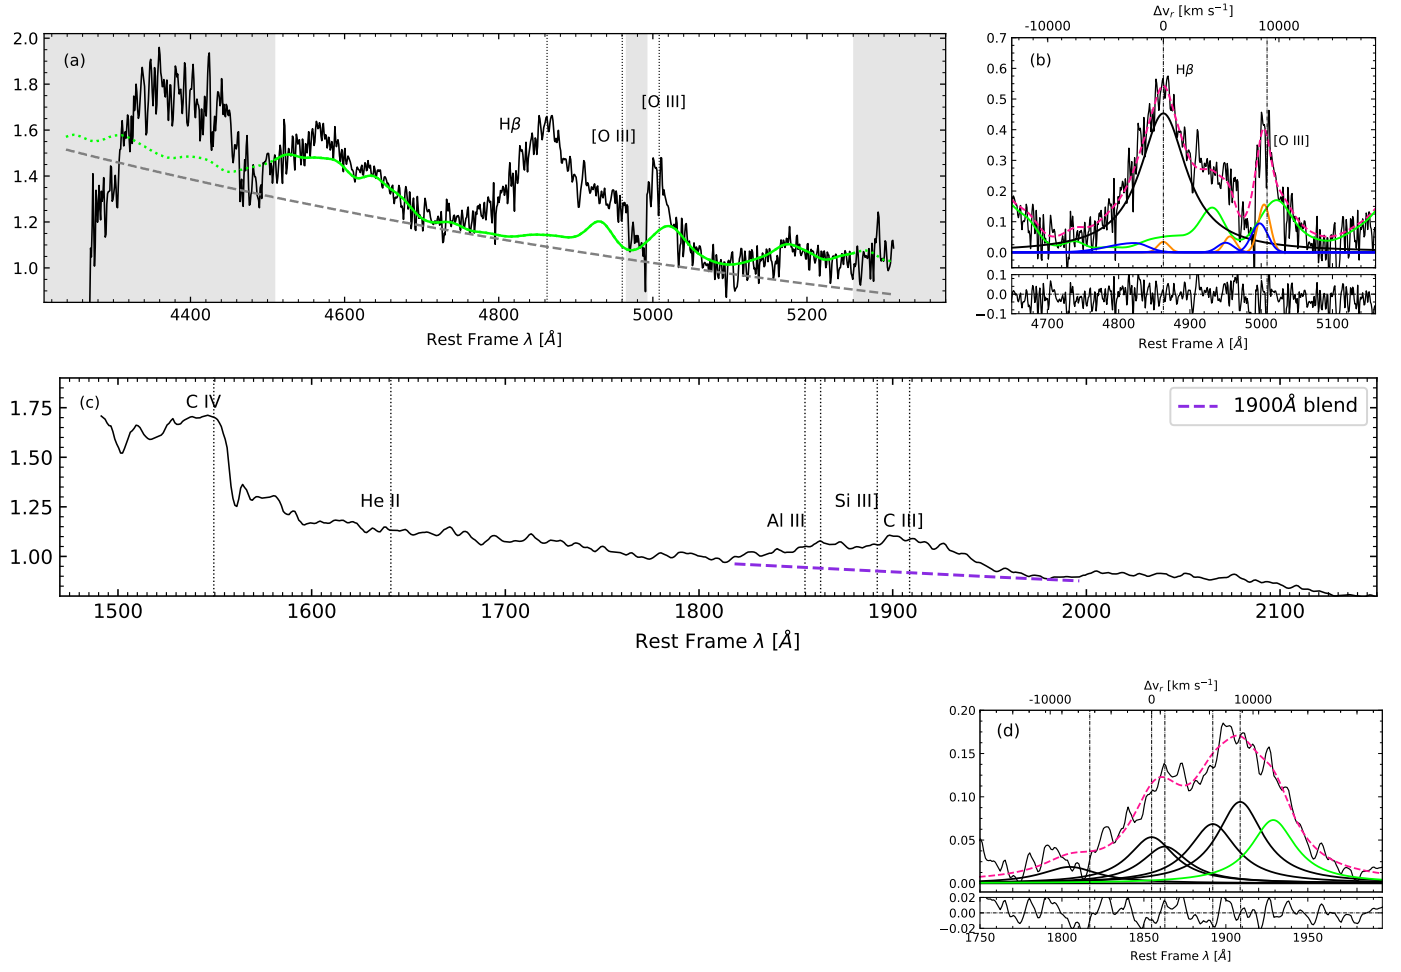 (a)
2.0
1.8
1.6
1.4
1.2
1.0
Hβ
[O III]
[O III]
4400 4600 4800 5000 5200
Rest Frame λ [Å]
Δvᵣ [km s⁻¹]
-10000 0 10000
(b)
0.7
0.6
0.5
0.4
0.3
0.2
0.1
0.0
Hβ
[O III]
0.1
0.0
−0.1
4700 4800 4900 5000 5100
Rest Frame λ [Å]
(c)
1.75
1.50
1.25
1.00
C IV
He II
Al III
Si III]
C III]
1900Å blend
1500 1600 1700 1800 1900 2000 2100
Rest Frame λ [Å]
Δvᵣ [km s⁻¹]
-10000 0 10000
(d)
0.20
0.15
0.10
0.05
0.00
0.02
0.00
−0.02
1750 1800 1850 1900 1950
Rest Frame λ [Å]